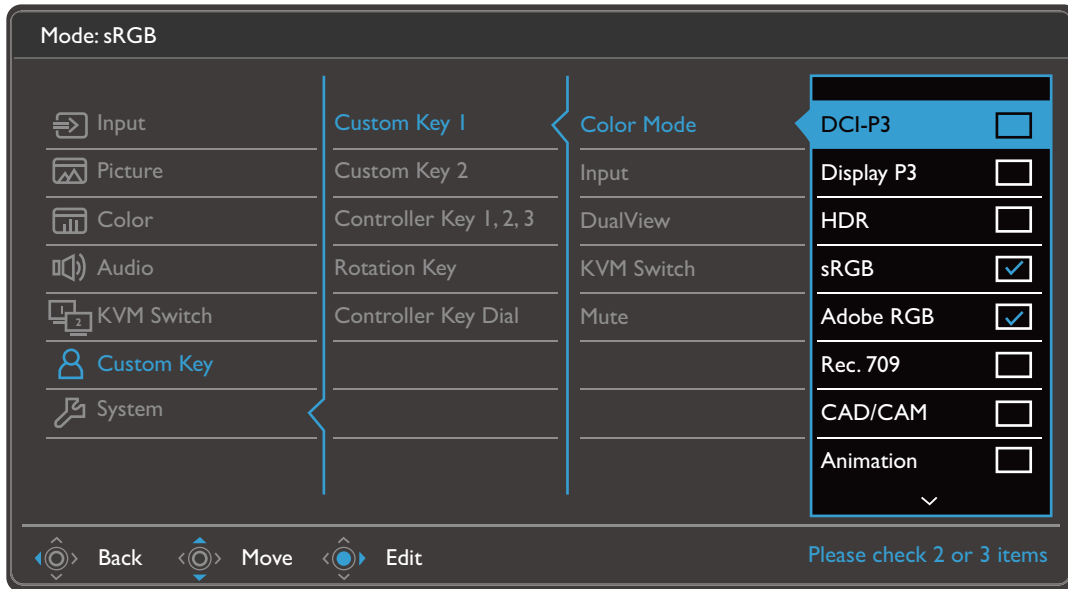 Mode: sRGB
Input
Picture
Color
Audio
1 2 KVM Switch
Custom Key
System
Custom Key 1
Custom Key 2
Controller Key 1, 2, 3
Rotation Key
Controller Key Dial
Color Mode
Input
DualView
KVM Switch
Mute
DCI-P3
Display P3
HDR
sRGB
Adobe RGB
Rec. 709
CAD/CAM
Animation
Back Move Edit Please check 2 or 3 items